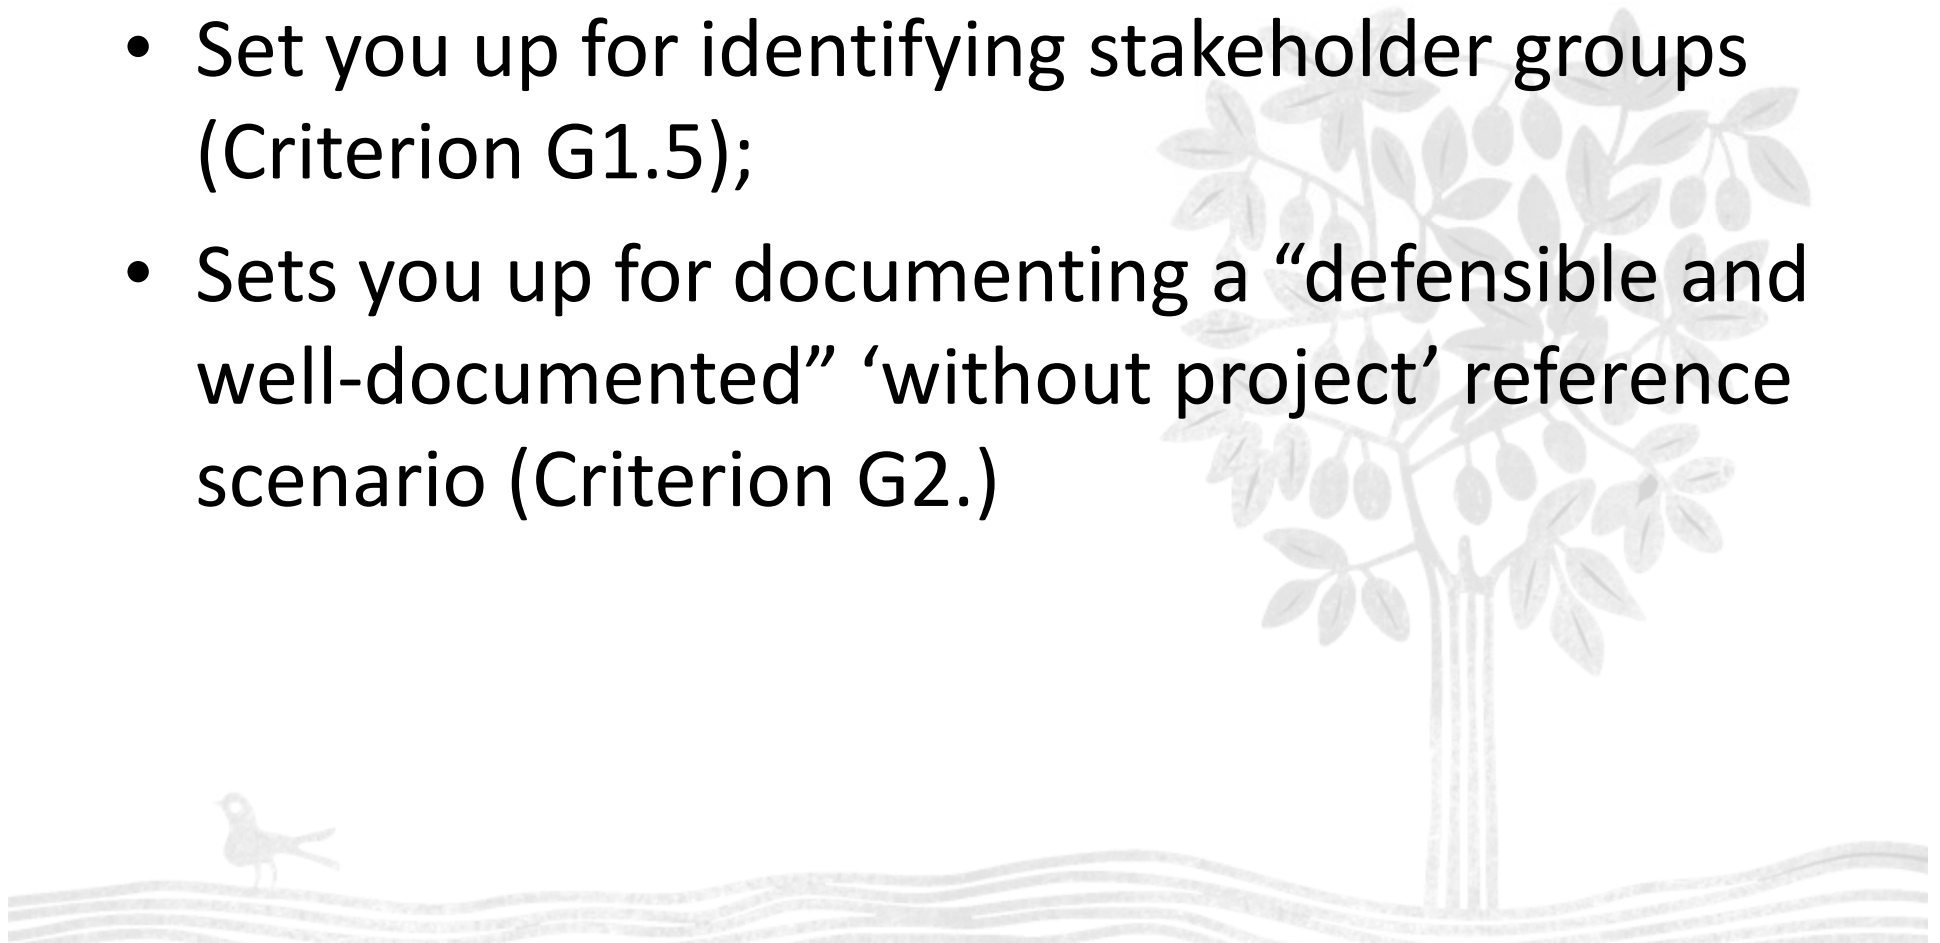 • Set you up for identifying stakeholder groups
(Criterion G1.5);
• Sets you up for documenting a “defensible and
well-documented” ‘without project’ reference
scenario (Criterion G2.)